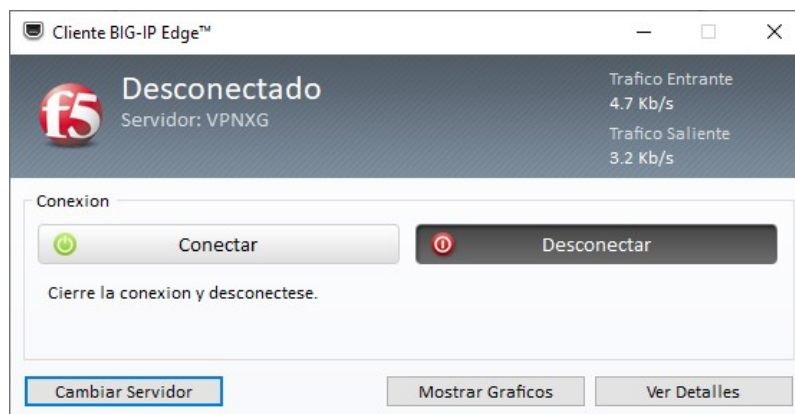 Cliente BIG-IP Edge™
f5
Desconectado
Servidor: VPNXG
Trafico Entrante
4.7 Kb/s
Trafico Saliente
3.2 Kb/s
Conexion
Conectar
Desconectar
Cierre la conexion y desconectese.
Cambiar Servidor
Mostrar Graficos
Ver Detalles